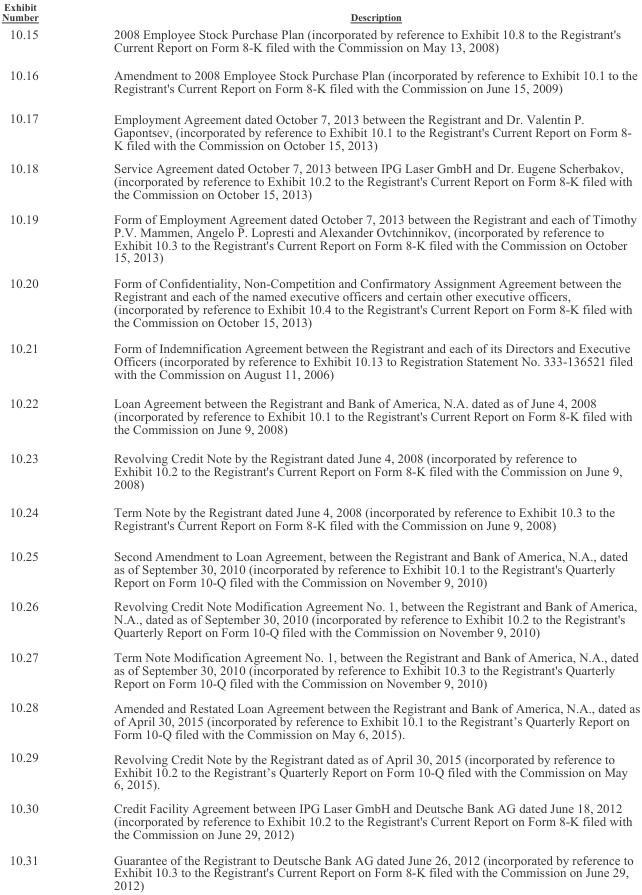 Exhibit
Number Description
10.15 2008 Employee Stock Purchase Plan (incorporated by reference to Exhibit 10.8 to the Registrant's
Current Report on Form 8-K filed with the Commission on May 13, 2008)
10.16 Amendment to 2008 Employee Stock Purchase Plan (incorporated by reference to Exhibit 10.1 to the
Registrant's Current Report on Form 8-K filed with the Commission on June 15, 2009)
10.17 Employment Agreement dated October 7, 2013 between the Registrant and Dr. Valentin P.
Gapontsev, (incorporated by reference to Exhibit 10.1 to the Registrant's Current Report on Form 8-
K filed with the Commission on October 15, 2013)
10.18 Service Agreement dated October 7, 2013 between IPG Laser GmbH and Dr. Eugene Scherbakov,
(incorporated by reference to Exhibit 10.2 to the Registrant's Current Report on Form 8-K filed with
the Commission on October 15, 2013)
10.19 Form of Employment Agreement dated October 7, 2013 between the Registrant and each of Timothy
P.V. Mammen, Angelo P. Lopresti and Alexander Ovtchinnikov, (incorporated by reference to
Exhibit 10.3 to the Registrant's Current Report on Form 8-K filed with the Commission on October
15, 2013)
10.20 Form of Confidentiality, Non-Competition and Confirmatory Assignment Agreement between the
Registrant and each of the named executive officers and certain other executive officers,
(incorporated by reference to Exhibit 10.4 to the Registrant's Current Report on Form 8-K filed with
the Commission on October 15, 2013)
10.21 Form of Indemnification Agreement between the Registrant and each of its Directors and Executive
Officers (incorporated by reference to Exhibit 10.13 to Registration Statement No. 333-136521 filed
with the Commission on August 11, 2006)
10.22 Loan Agreement between the Registrant and Bank of America, N.A. dated as of June 4, 2008
(incorporated by reference to Exhibit 10.1 to the Registrant's Current Report on Form 8-K filed with
the Commission on June 9, 2008)
10.23 Revolving Credit Note by the Registrant dated June 4, 2008 (incorporated by reference to
Exhibit 10.2 to the Registrant's Current Report on Form 8-K filed with the Commission on June 9,
2008)
10.24 Term Note by the Registrant dated June 4, 2008 (incorporated by reference to Exhibit 10.3 to the
Registrant's Current Report on Form 8-K filed with the Commission on June 9, 2008)
10.25 Second Amendment to Loan Agreement, between the Registrant and Bank of America, N.A., dated
as of September 30, 2010 (incorporated by reference to Exhibit 10.1 to the Registrant's Quarterly
Report on Form 10-Q filed with the Commission on November 9, 2010)
10.26 Revolving Credit Note Modification Agreement No. 1, between the Registrant and Bank of America,
N.A., dated as of September 30, 2010 (incorporated by reference to Exhibit 10.2 to the Registrant's
Quarterly Report on Form 10-Q filed with the Commission on November 9, 2010)
10.27 Term Note Modification Agreement No. 1, between the Registrant and Bank of America, N.A., dated
as of September 30, 2010 (incorporated by reference to Exhibit 10.3 to the Registrant's Quarterly
Report on Form 10-Q filed with the Commission on November 9, 2010)
10.28 Amended and Restated Loan Agreement between the Registrant and Bank of America, N.A., dated as
of April 30, 2015 (incorporated by reference to Exhibit 10.1 to the Registrant’s Quarterly Report on
Form 10-Q filed with the Commission on May 6, 2015).
10.29 Revolving Credit Note by the Registrant dated as of April 30, 2015 (incorporated by reference to
Exhibit 10.2 to the Registrant’s Quarterly Report on Form 10-Q filed with the Commission on May
6, 2015).
10.30 Credit Facility Agreement between IPG Laser GmbH and Deutsche Bank AG dated June 18, 2012
(incorporated by reference to Exhibit 10.2 to the Registrant's Current Report on Form 8-K filed with
the Commission on June 29, 2012)
10.31 Guarantee of the Registrant to Deutsche Bank AG dated June 26, 2012 (incorporated by reference to
Exhibit 10.3 to the Registrant's Current Report on Form 8-K filed with the Commission on June 29,
2012)